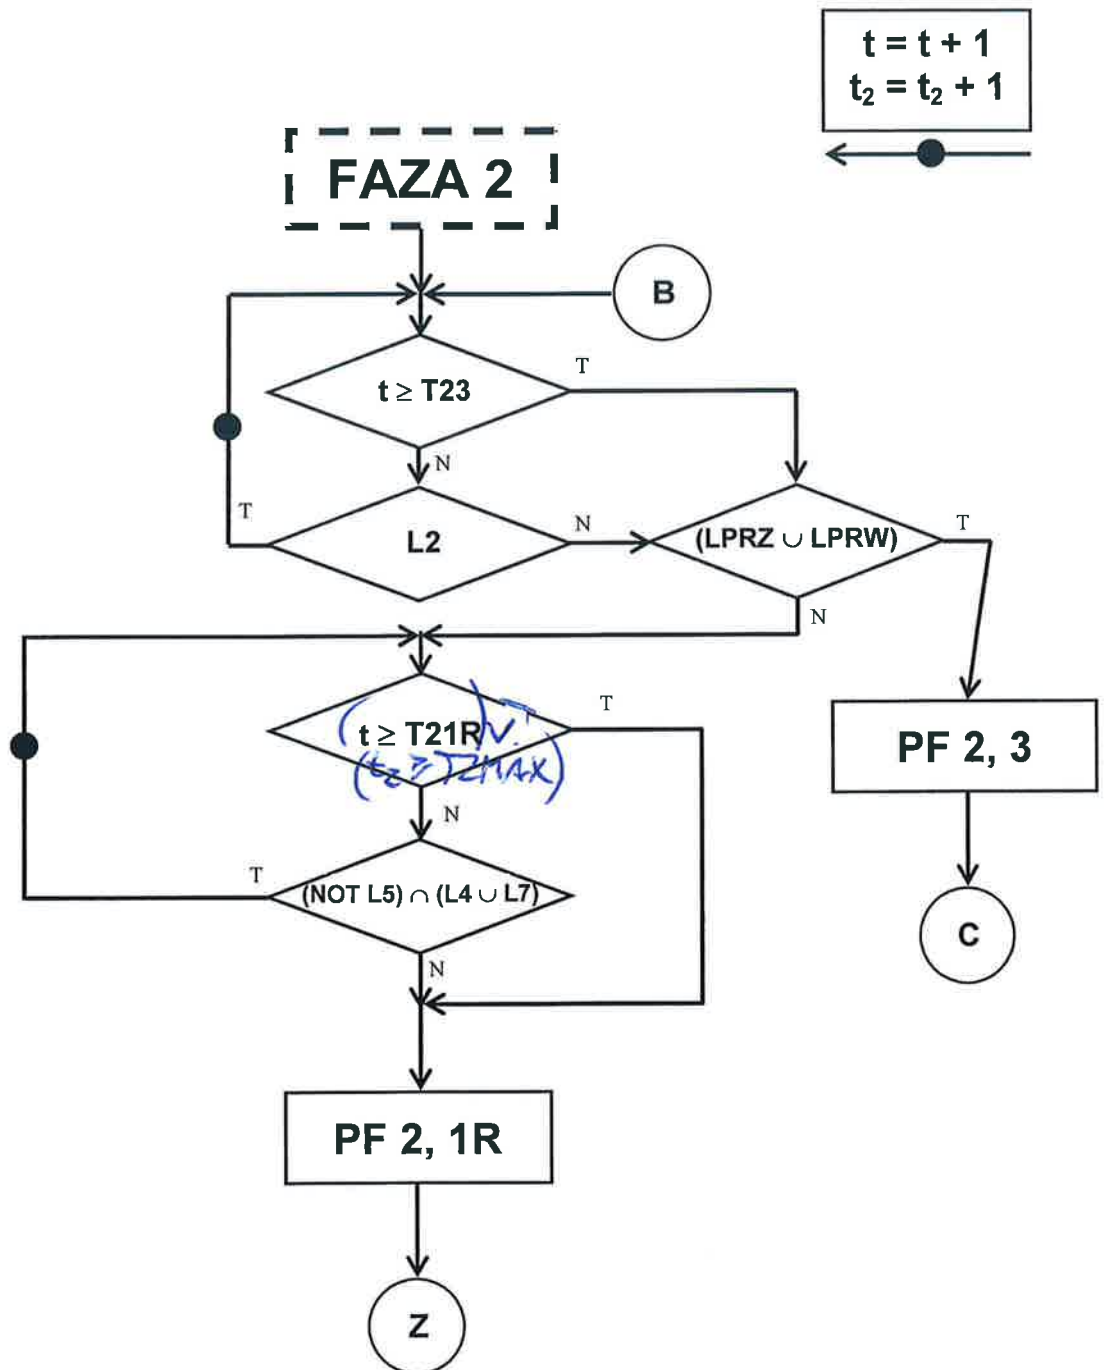 t = t + 1
t₂ = t₂ + 1
FAZA 2
B
t ≥ T23
T
N
L2
T
N
(LPRZ ∪ LPRW)
T
N
(t ≥ T21R) ∨
(t₂ ≥ T2MAX)
T
N
PF 2, 3
(NOT L5) ∩ (L4 ∪ L7)
T
N
C
PF 2, 1R
Z